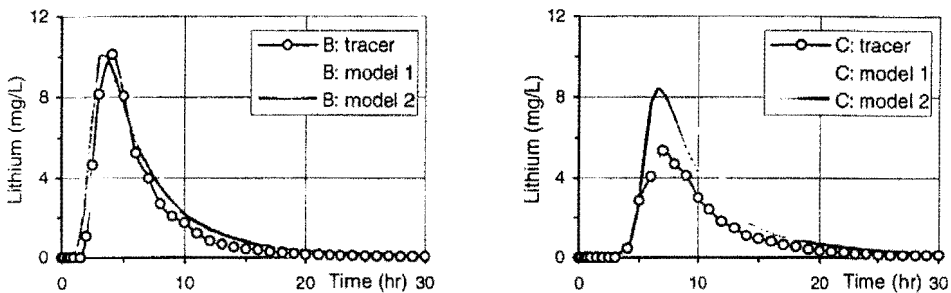 12
8
4
0
Lithium (mg/L)
B: tracer
B: model 1
B: model 2
0
10
20
Time (hr)
30
12
8
4
0
Lithium (mg/L)
C: tracer
C: model 1
C: model 2
0
10
20
Time (hr)
30